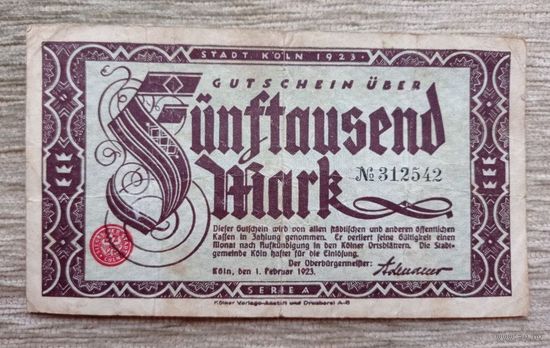 STADT KÖLN 1923
GUTSCHEIN ÜBER
Fünftausend
Mark
№ 312542
Dieser Gutschein wird von allen städtischen und anderen öffentlichen
Kassen in Zahlung genommen. Er verliert seine Gültigkeit einen
Monat nach Aufkündigung in den Kölner Ortsblättern. Die Stadt-
gemeinde Köln haftet für die Einlösung.
Der Oberbürgermeister:
Köln, den 1. Februar 1923.
Adenauer
SERIE A
Kölner Verlags-Anstalt und Druckerei A-G